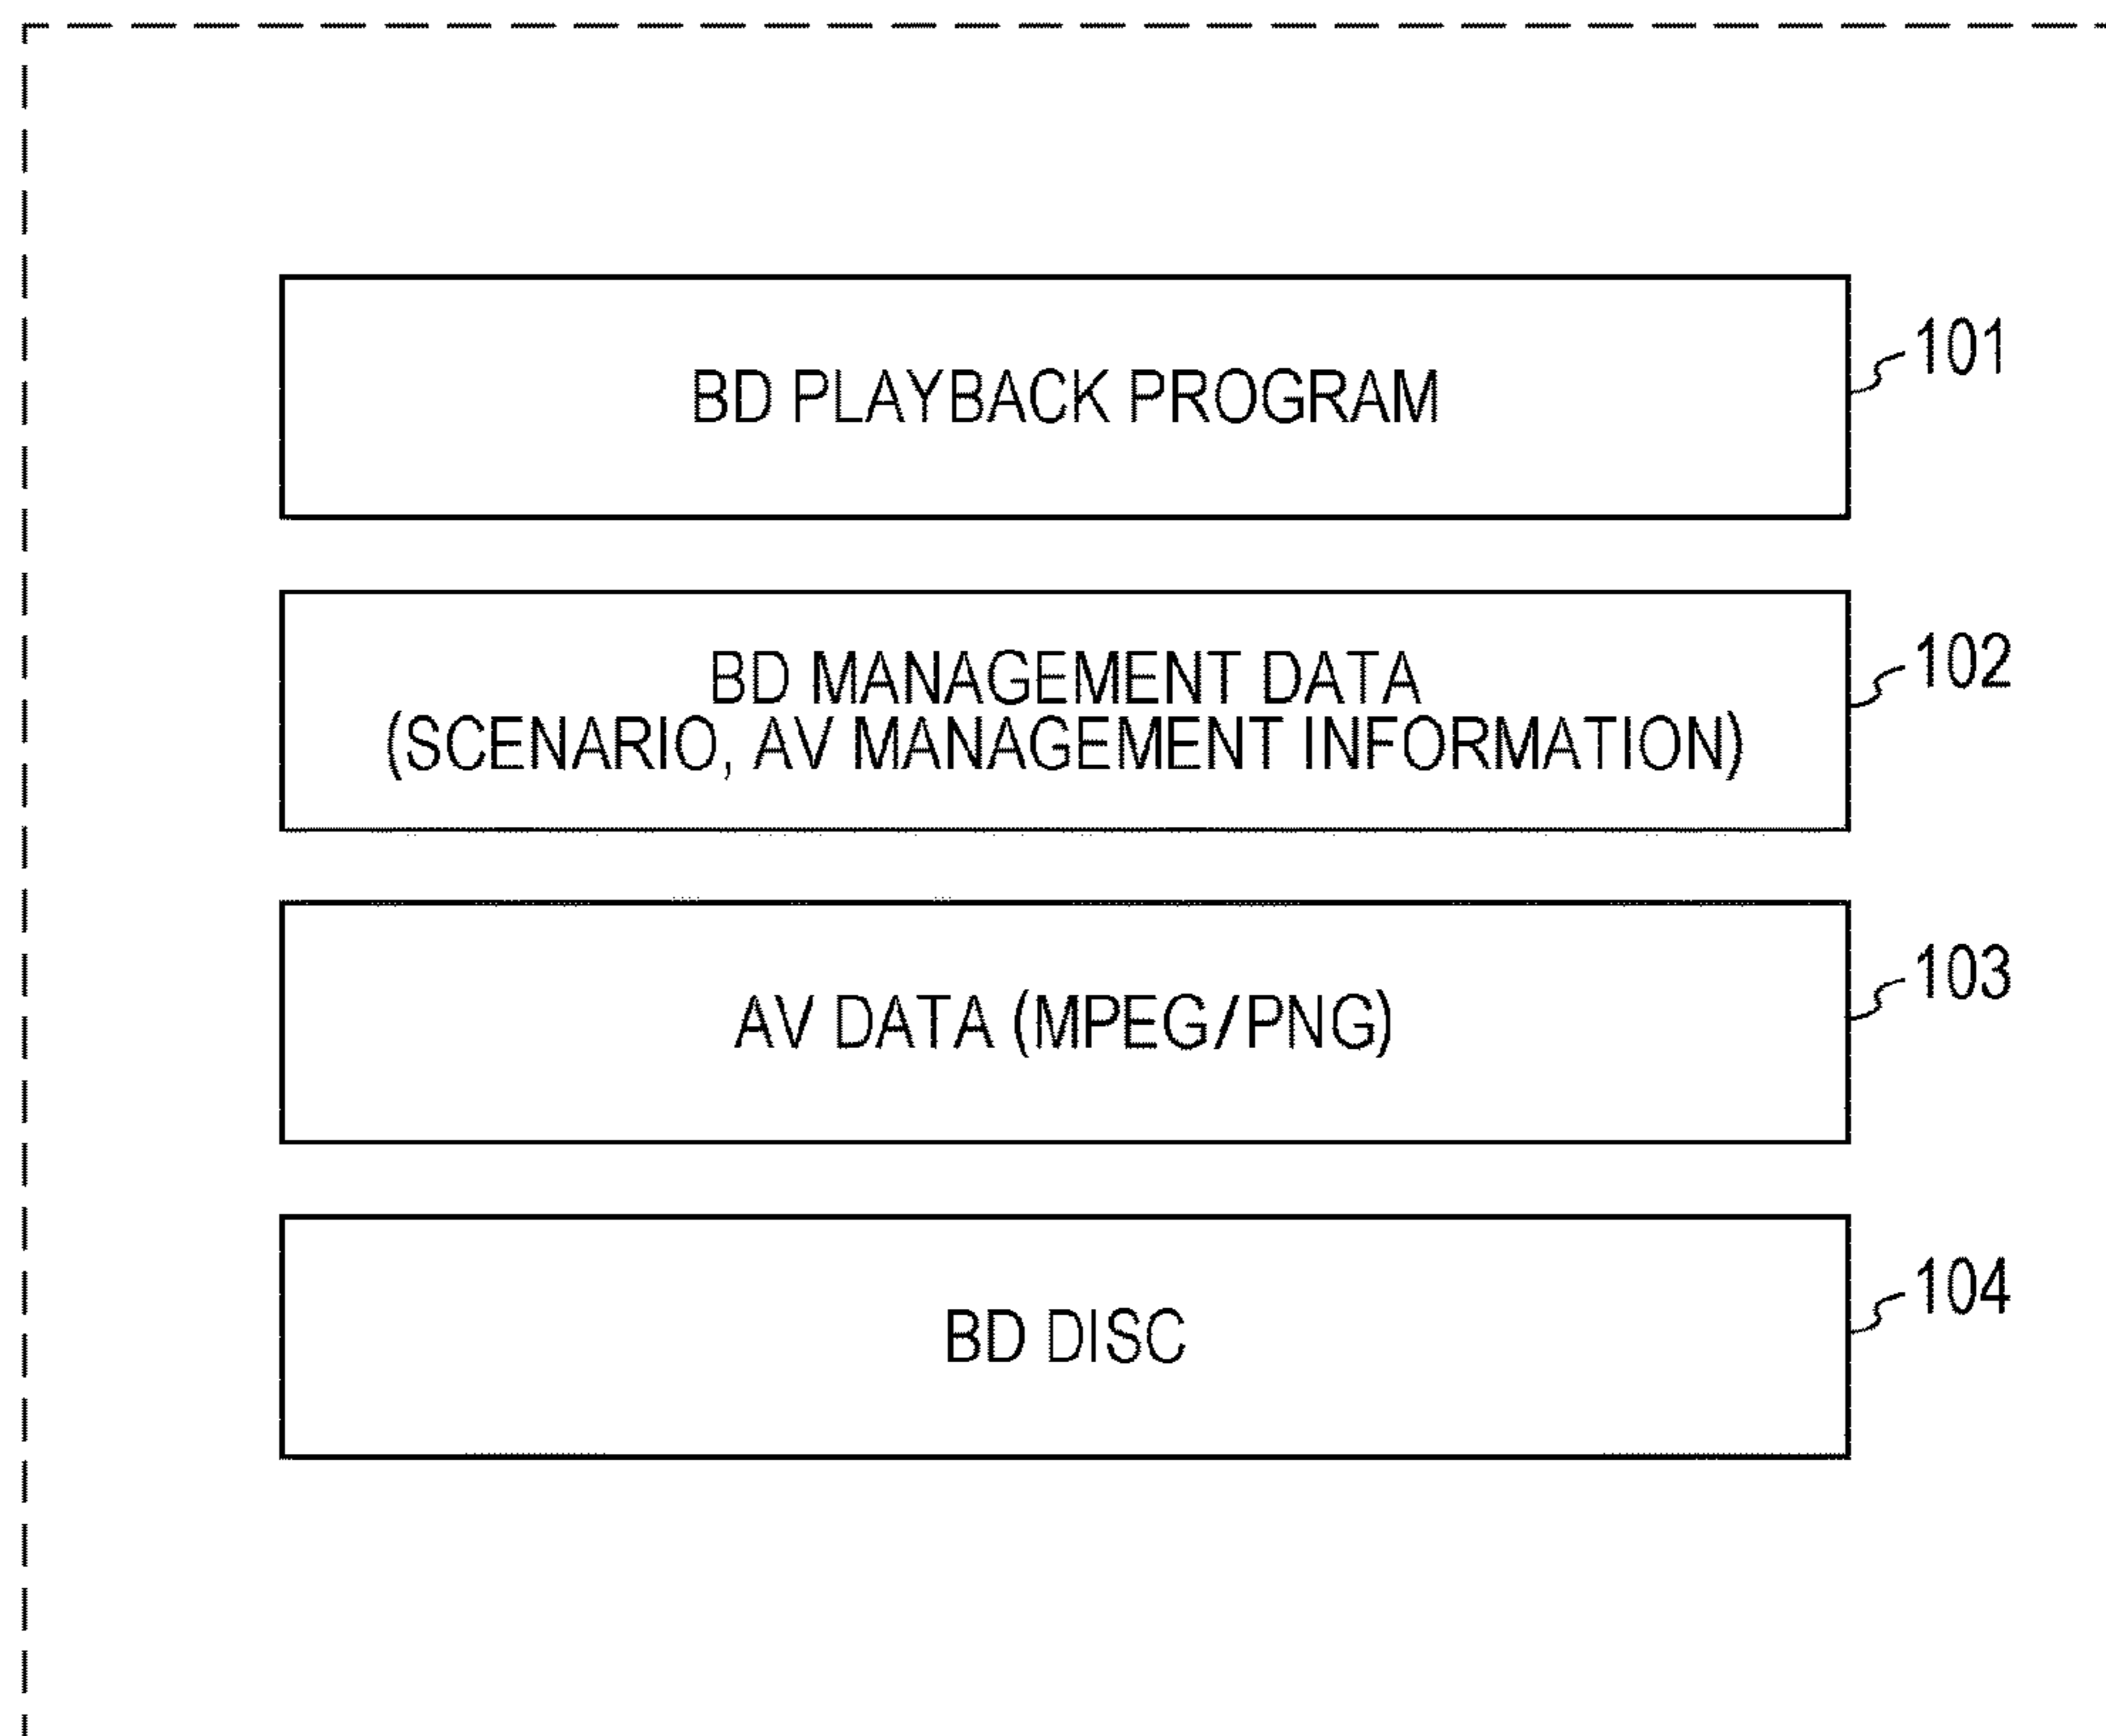 BD PLAYBACK PROGRAM
101
BD MANAGEMENT DATA
(SCENARIO, AV MANAGEMENT INFORMATION)
102
AV DATA (MPEG/PNG)
103
BD DISC
104